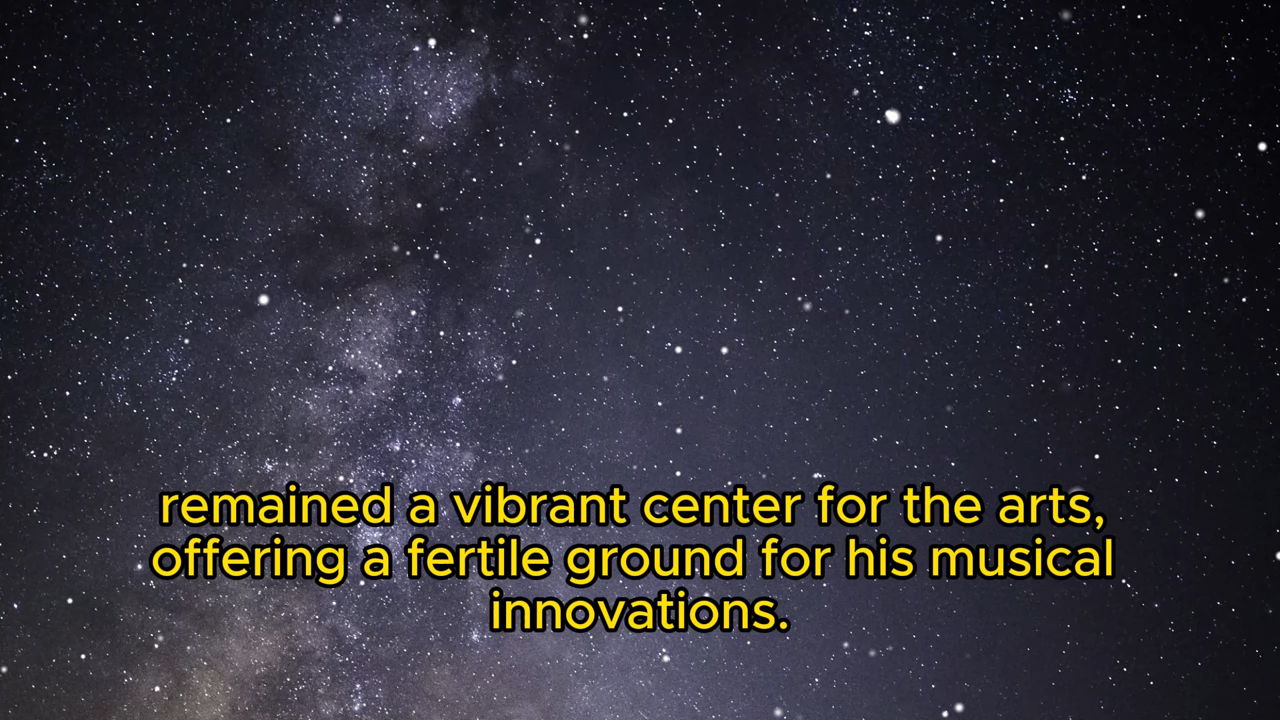 remained a vibrant center for the arts,
offering a fertile ground for his musical
innovations.